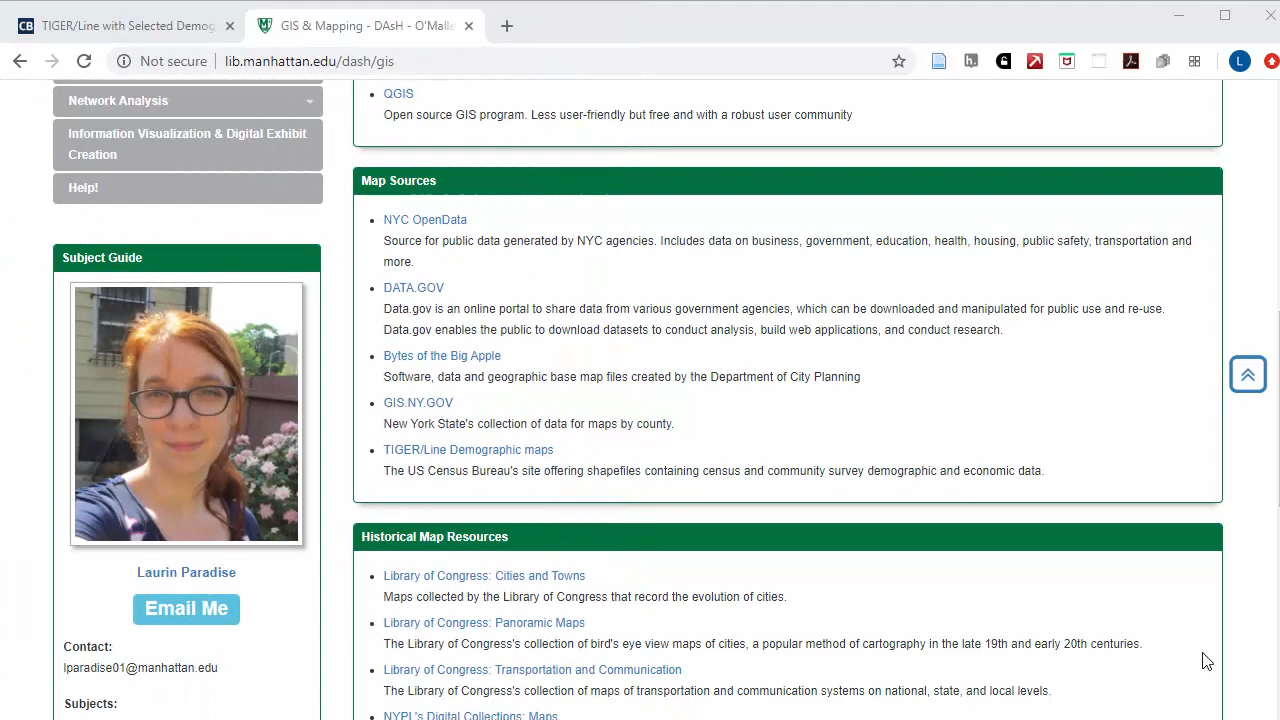 TIGER/Line with Selected Demog
GIS & Mapping - DAsH - O'Malle
Not secure
lib.manhattan.edu/dash/gis
Network Analysis
Information Visualization & Digital Exhibit
Creation
Help!
Subject Guide
Laurin Paradise
Email Me
Contact:
lparadise01@manhattan.edu
Subjects:
QGIS
Open source GIS program. Less user-friendly but free and with a robust user community
Map Sources
NYC OpenData
Source for public data generated by NYC agencies. Includes data on business, government, education, health, housing, public safety, transportation and
more.
DATA.GOV
Data.gov is an online portal to share data from various government agencies, which can be downloaded and manipulated for public use and re-use.
Data.gov enables the public to download datasets to conduct analysis, build web applications, and conduct research.
Bytes of the Big Apple
Software, data and geographic base map files created by the Department of City Planning
GIS.NY.GOV
New York State's collection of data for maps by county.
TIGER/Line Demographic maps
The US Census Bureau's site offering shapefiles containing census and community survey demographic and economic data.
Historical Map Resources
Library of Congress: Cities and Towns
Maps collected by the Library of Congress that record the evolution of cities.
Library of Congress: Panoramic Maps
The Library of Congress's collection of bird's eye view maps of cities, a popular method of cartography in the late 19th and early 20th centuries.
Library of Congress: Transportation and Communication
The Library of Congress's collection of maps of transportation and communication systems on national, state, and local levels.
NYPL's Digital Collections: Maps